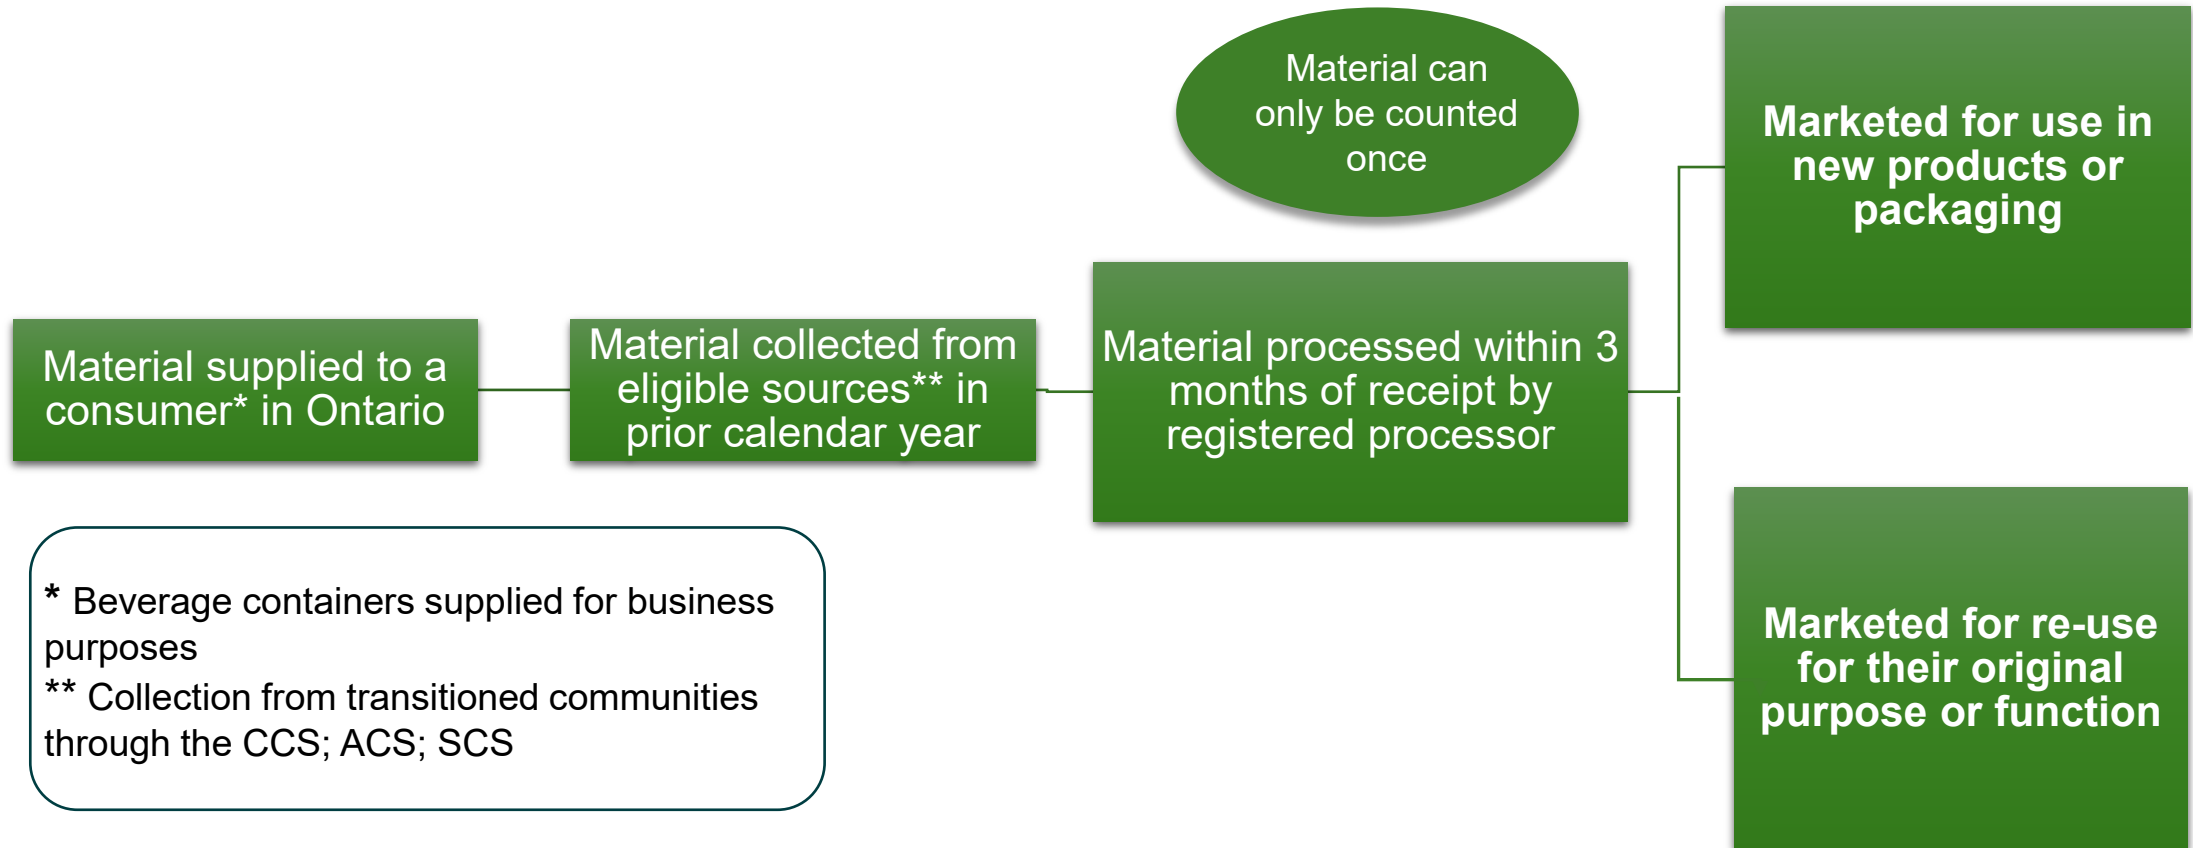 Material can
only be counted
once
Marketed for use in
new products or
packaging
Material supplied to a
consumer* in Ontario
Material collected from
eligible sources** in
prior calendar year
Material processed within 3
months of receipt by
registered processor
* Beverage containers supplied for business
purposes
** Collection from transitioned communities
through the CCS; ACS; SCS
Marketed for re-use
for their original
purpose or function